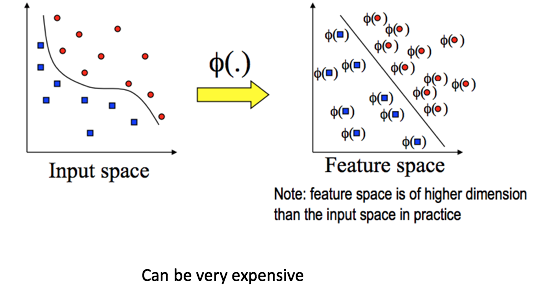 ϕ(.)
Input space
ϕ( ) ϕ( ) ϕ( ) ϕ( ) ϕ( ) ϕ( ) ϕ( ) ϕ( ) ϕ( ) ϕ( ) ϕ( ) ϕ( ) ϕ( ) ϕ( ) ϕ( ) ϕ( ) ϕ( ) ϕ( )
Feature space
Note: feature space is of higher dimension
than the input space in practice
Can be very expensive